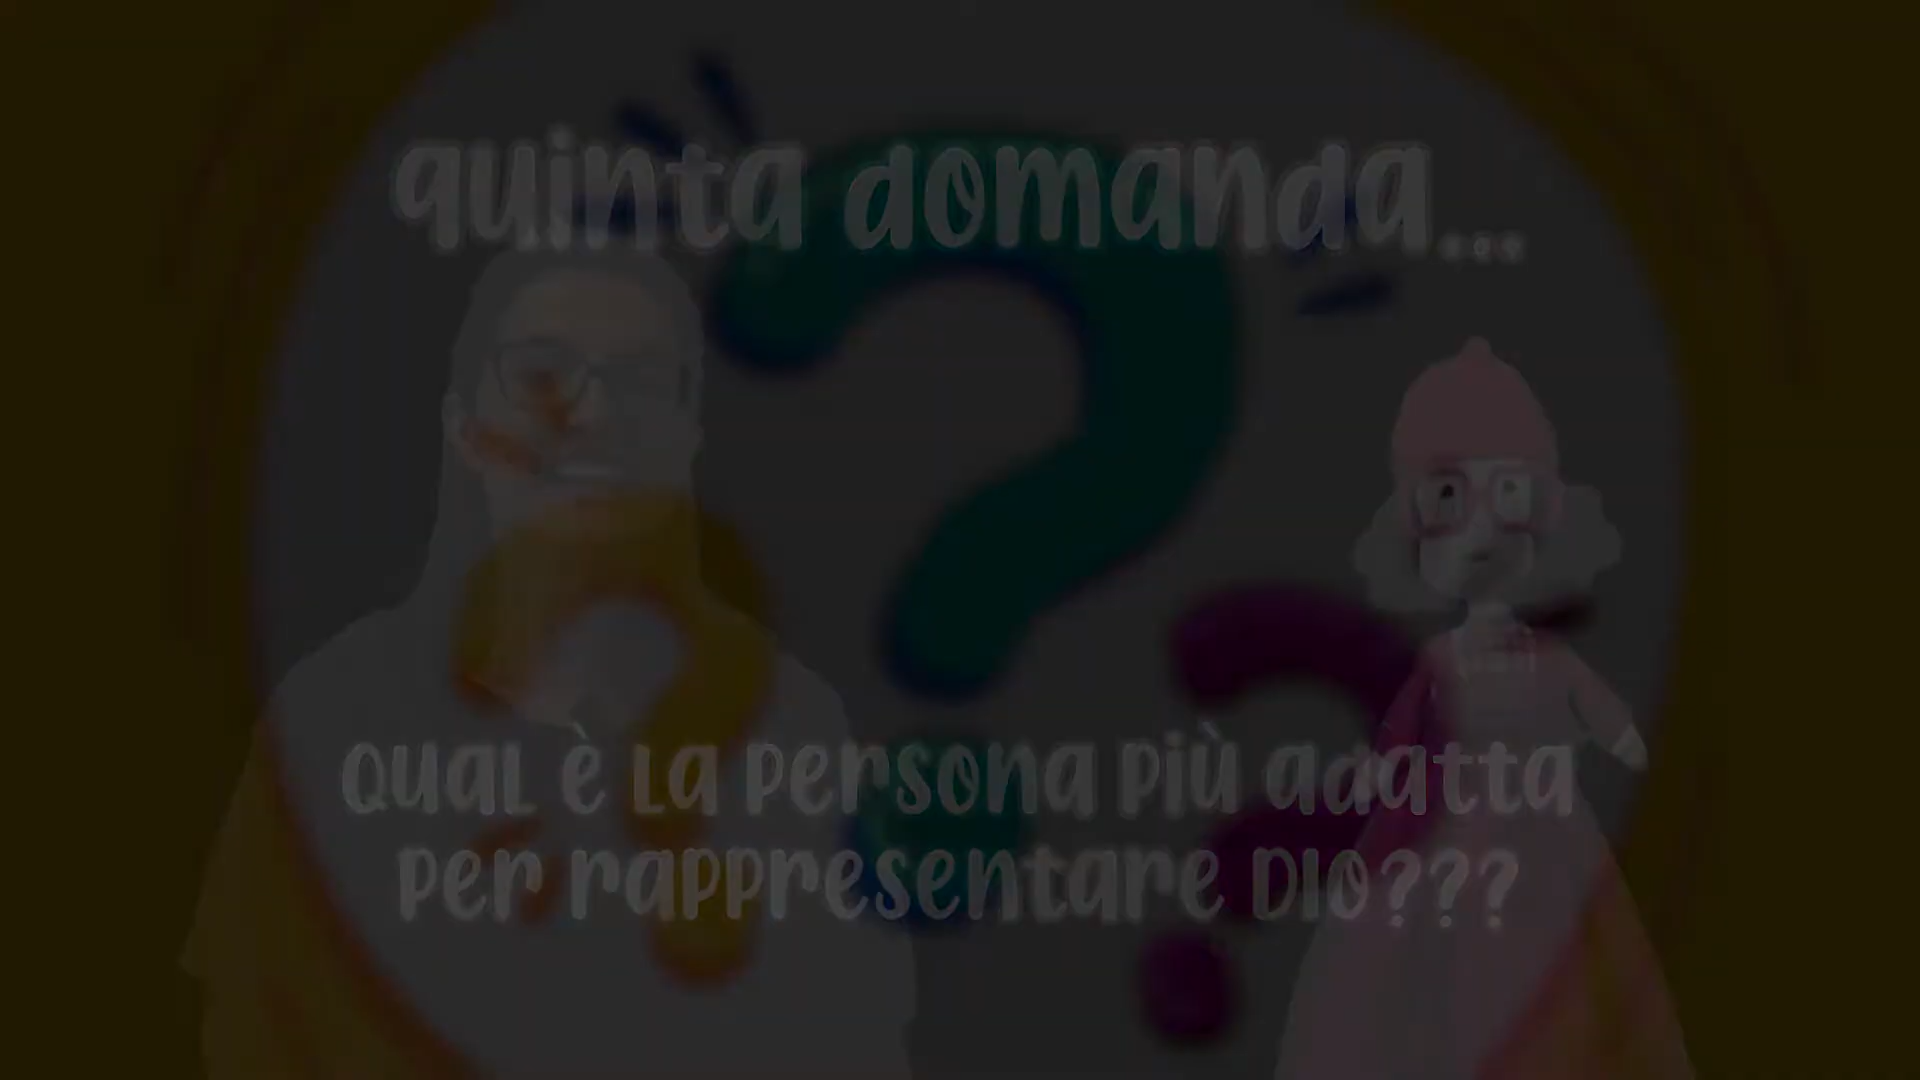 quinta domanda...
QUAL È LA PERSONA PIÙ ADATTA
PER RAPPRESENTARE DIO???